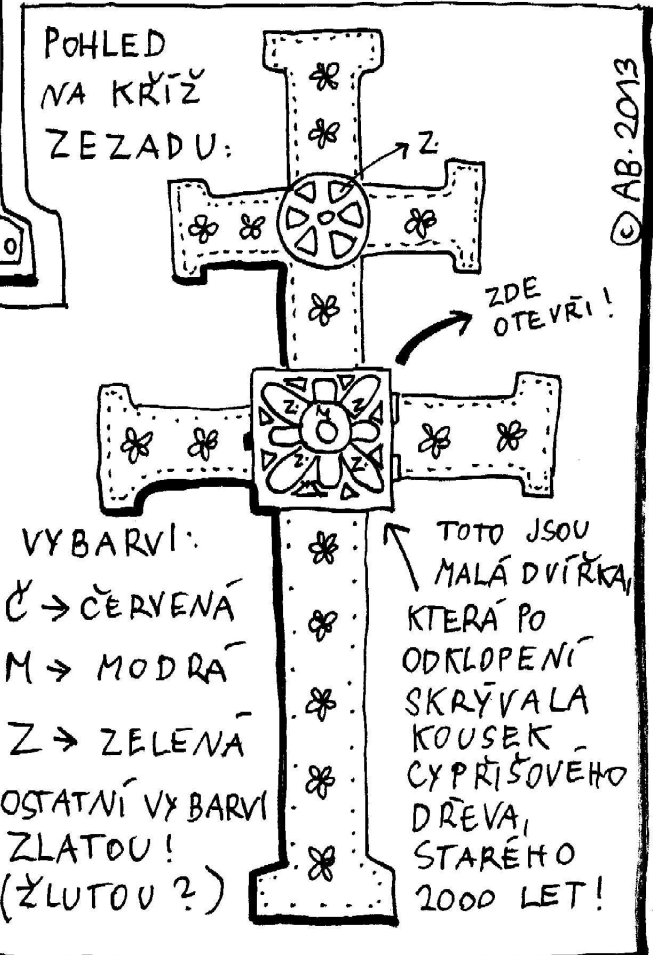 POHLED
NA KŘÍŽ
ZEZADU:
© AB. 2013
Z.
ZDE
OTEVŘI!
Z.
M
Z
Z.
Z.
VYBARVI:
Č → ČERVENÁ
M → MODRÁ
Z → ZELENÁ
OSTATNÍ VYBARVI
ZLATOU!
(ŽLUTOU?)
TOTO JSOU
MALÁ DVÍŘKA,
KTERÁ PO
ODKLOPENÍ
SKRÝVALA
KOUSEK
CYPŘIŠOVÉHO
DŘEVA,
STARÉHO
2000 LET!